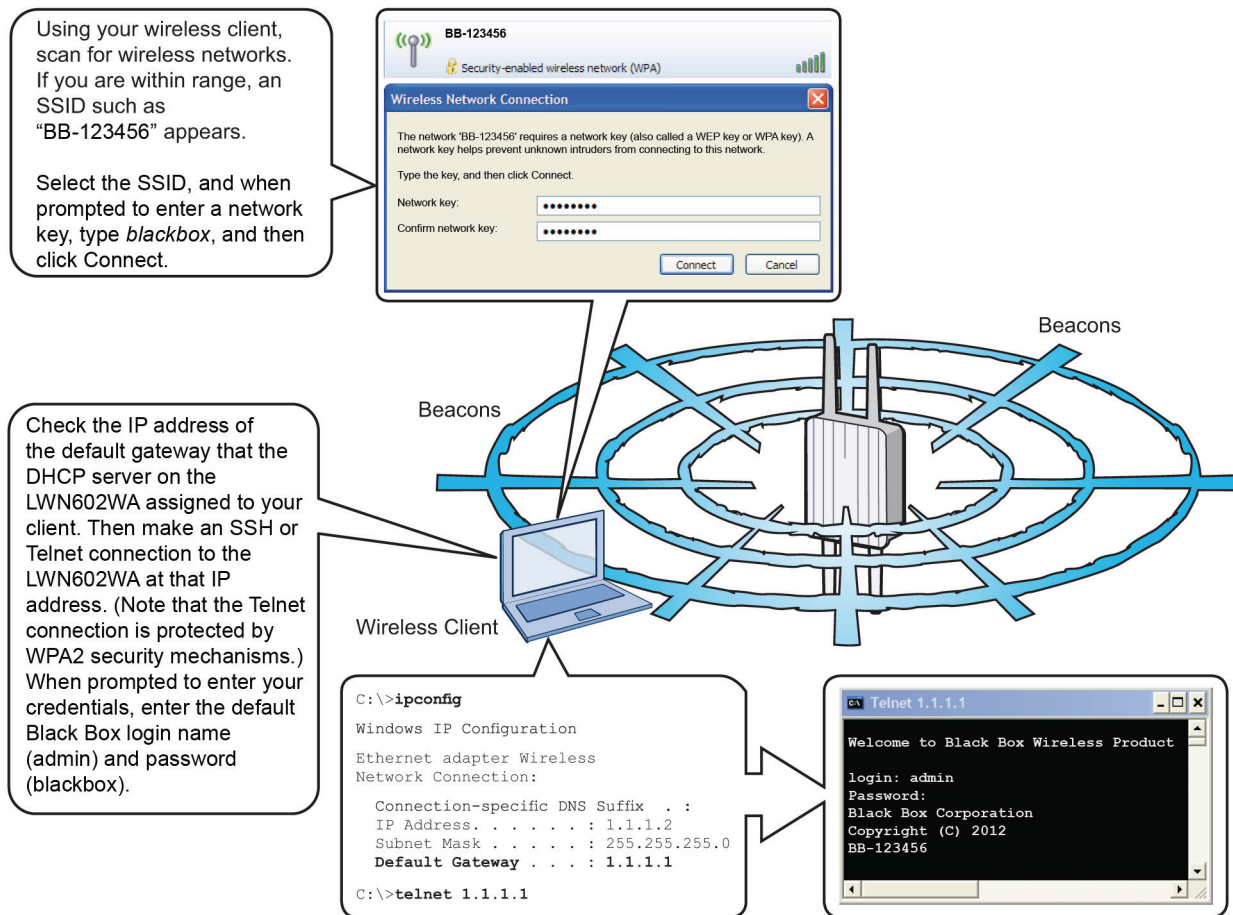 Using your wireless client,
scan for wireless networks.
If you are within range, an
SSID such as
“BB-123456” appears.
Select the SSID, and when
prompted to enter a network
key, type blackbox, and then
click Connect.
BB-123456
Security-enabled wireless network (WPA)
Wireless Network Connection
The network 'BB-123456' requires a network key (also called a WEP key or WPA key). A
network key helps prevent unknown intruders from connecting to this network.
Type the key, and then click Connect.
Network key:
••••••••
Confirm network key:
••••••••
Connect Cancel
Beacons
Beacons
Check the IP address of
the default gateway that the
DHCP server on the
LWN602WA assigned to your
client. Then make an SSH or
Telnet connection to the
LWN602WA at that IP
address. (Note that the Telnet
connection is protected by
WPA2 security mechanisms.)
When prompted to enter your
credentials, enter the default
Black Box login name
(admin) and password
(blackbox).
Wireless Client
C:\>ipconfig
Windows IP Configuration
Ethernet adapter Wireless
Network Connection:
Connection-specific DNS Suffix . :
IP Address. . . . . . : 1.1.1.2
Subnet Mask . . . . . : 255.255.255.0
Default Gateway . . . : 1.1.1.1
C:\>telnet 1.1.1.1
C:\ Telnet 1.1.1.1
Welcome to Black Box Wireless Product
login: admin
Password:
Black Box Corporation
Copyright (C) 2012
BB-123456